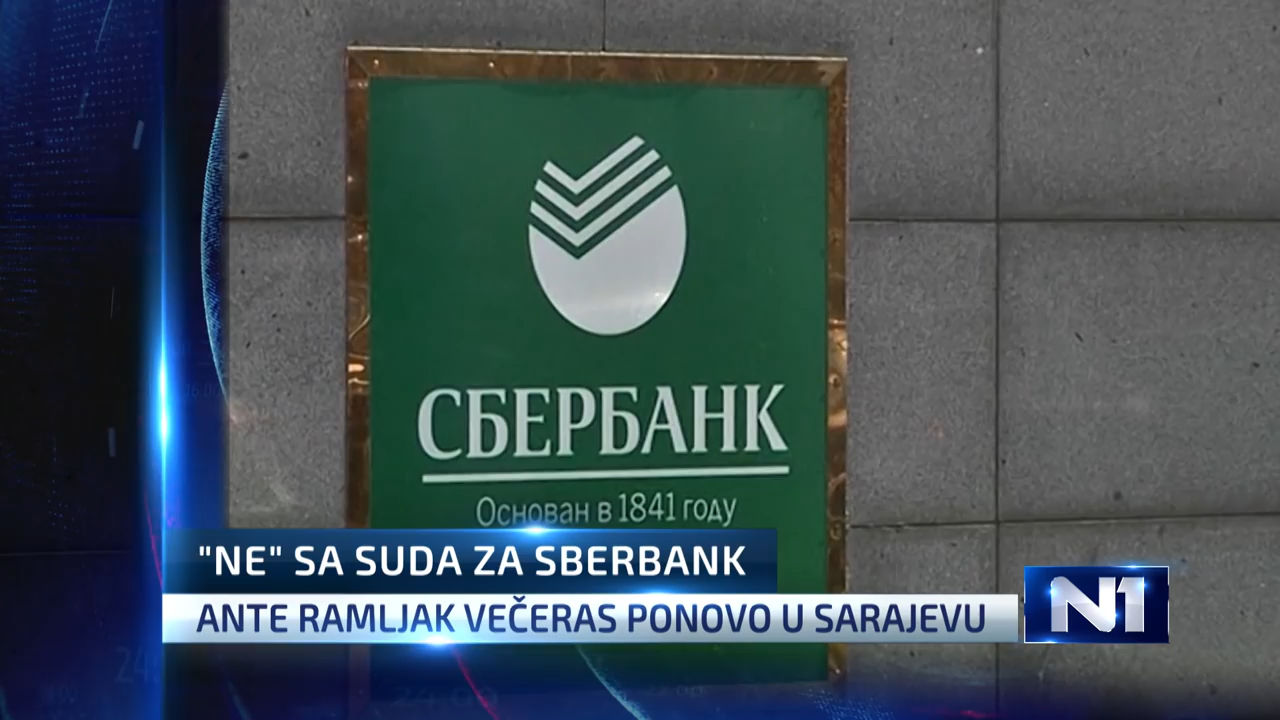 СБЕРБАНК
Основан в 1841 году
"NE" SA SUDA ZA SBERBANK
ANTE RAMLJAK VEČERAS PONOVO U SARAJEVU
N1